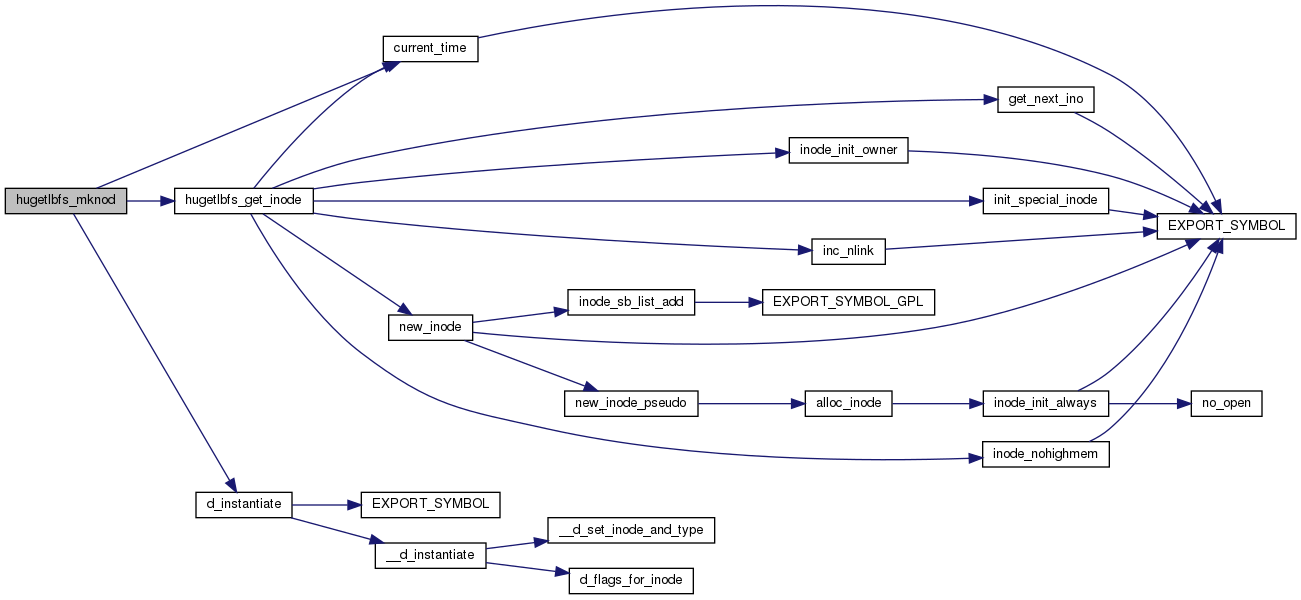 current_time
get_next_ino
inode_init_owner
hugetlbfs_mknod
hugetlbfs_get_inode
init_special_inode
EXPORT_SYMBOL
inc_nlink
inode_sb_list_add
EXPORT_SYMBOL_GPL
new_inode
new_inode_pseudo
alloc_inode
inode_init_always
no_open
inode_nohighmem
d_instantiate
EXPORT_SYMBOL
__d_set_inode_and_type
__d_instantiate
d_flags_for_inode